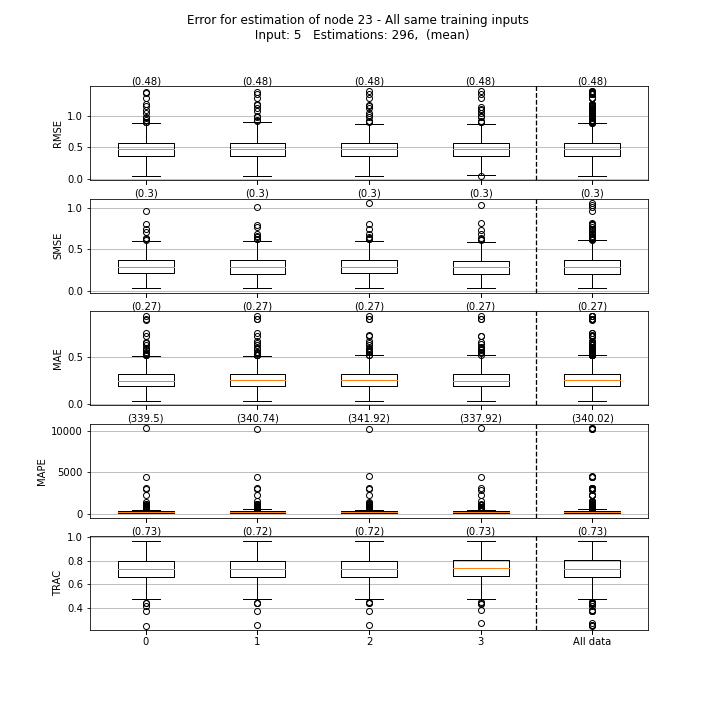 Error for estimation of node 23 - All same training inputs
Input: 5   Estimations: 296,  (mean)
(0.48) (0.48) (0.48) (0.48) (0.48)
RMSE
1.0
0.5
0.0
(0.3) (0.3) (0.3) (0.3) (0.3)
SMSE
1.0
0.5
0.0
(0.27) (0.27) (0.27) (0.27) (0.27)
MAE
0.5
0.0
(339.5) (340.74) (341.92) (337.92) (340.02)
MAPE
10000
5000
0
(0.73) (0.72) (0.72) (0.73) (0.73)
TRAC
1.0
0.8
0.6
0.4
0 1 2 3 All data